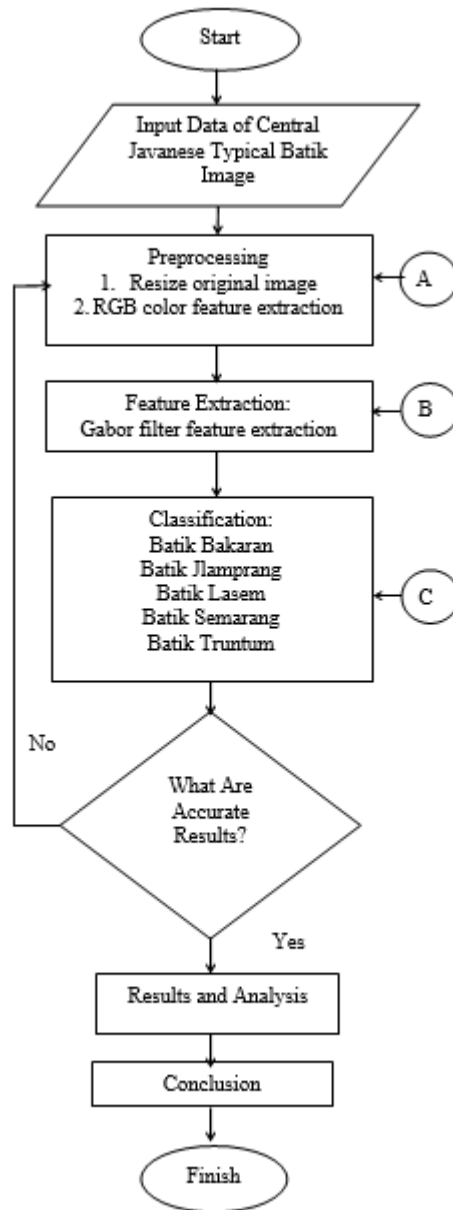 Start
Input Data of Central
Javanese Typical Batik
Image
Preprocessing
1. Resize original image
2. RGB color feature extraction
A
Feature Extraction:
Gabor filter feature extraction
B
Classification:
Batik Bakaran
Batik Jlamprang
Batik Lasem
Batik Semarang
Batik Truntum
C
No
What Are
Accurate
Results?
Yes
Results and Analysis
Conclusion
Finish